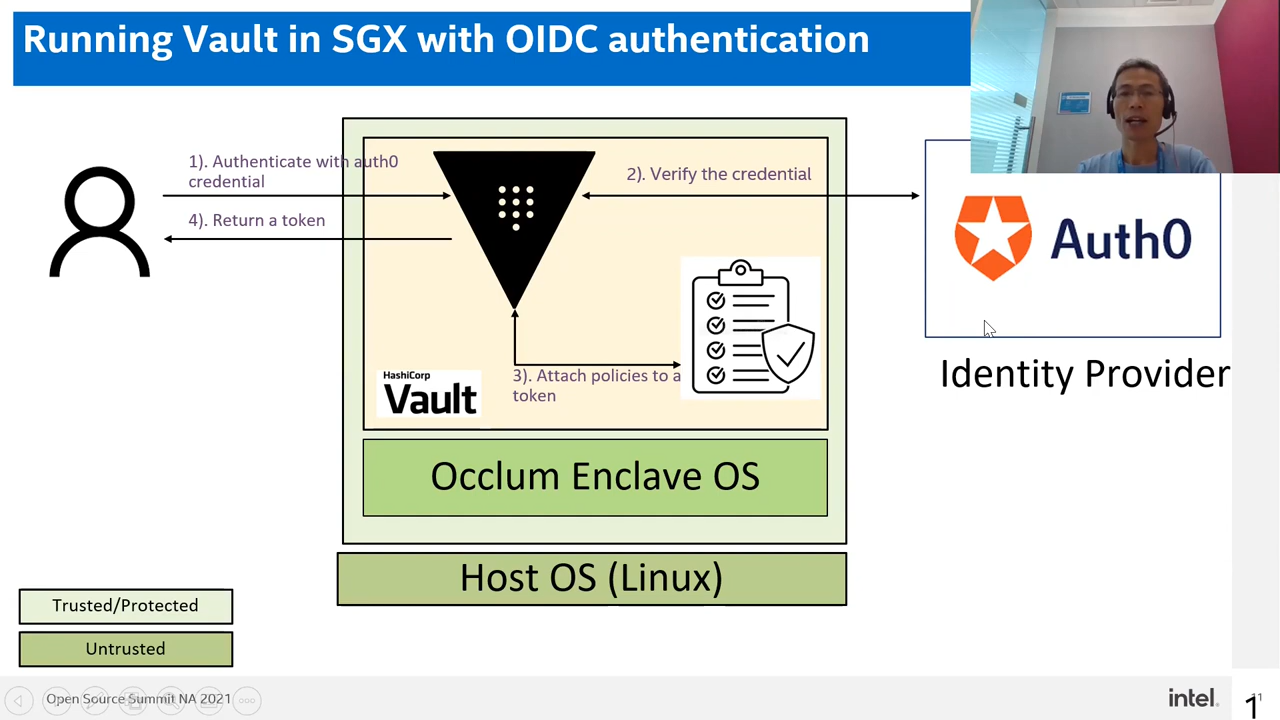 Running Vault in SGX with OIDC authentication
1). Authenticate with auth0
credential
4). Return a token
2). Verify the credential
3). Attach policies to a
token
HashiCorp
Vault
Auth0
Identity Provider
Occlum Enclave OS
Host OS (Linux)
Trusted/Protected
Untrusted
Open Source Summit NA 2021
intel.
11
1